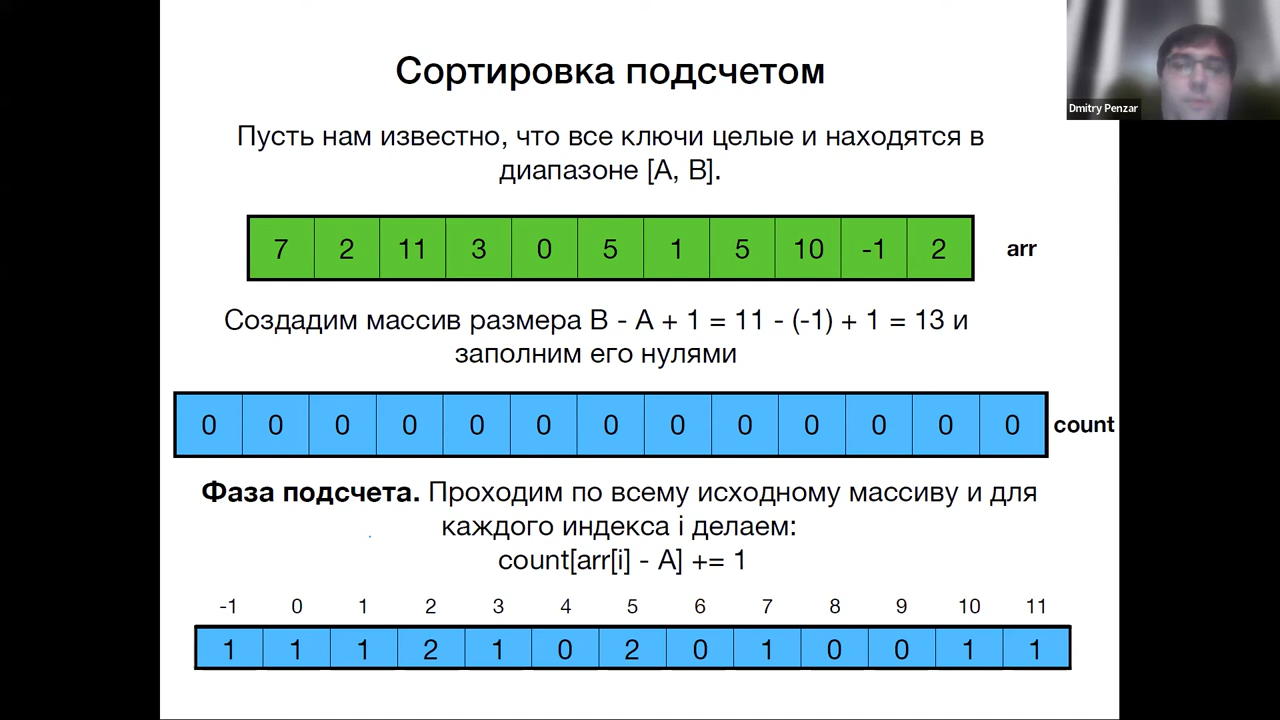 Сортировка подсчетом
Dmitry Penzar
Пусть нам известно, что все ключи целые и находятся в
диапазоне [A, B].
7 2 11 3 0 5 1 5 10 -1 2 arr
Создадим массив размера B - A + 1 = 11 - (-1) + 1 = 13 и
заполним его нулями
0 0 0 0 0 0 0 0 0 0 0 0 0 count
Фаза подсчета. Проходим по всему исходному массиву и для
каждого индекса i делаем:
count[arr[i] - A] += 1
-1 0 1 2 3 4 5 6 7 8 9 10 11
1 1 1 2 1 0 2 0 1 0 0 1 1